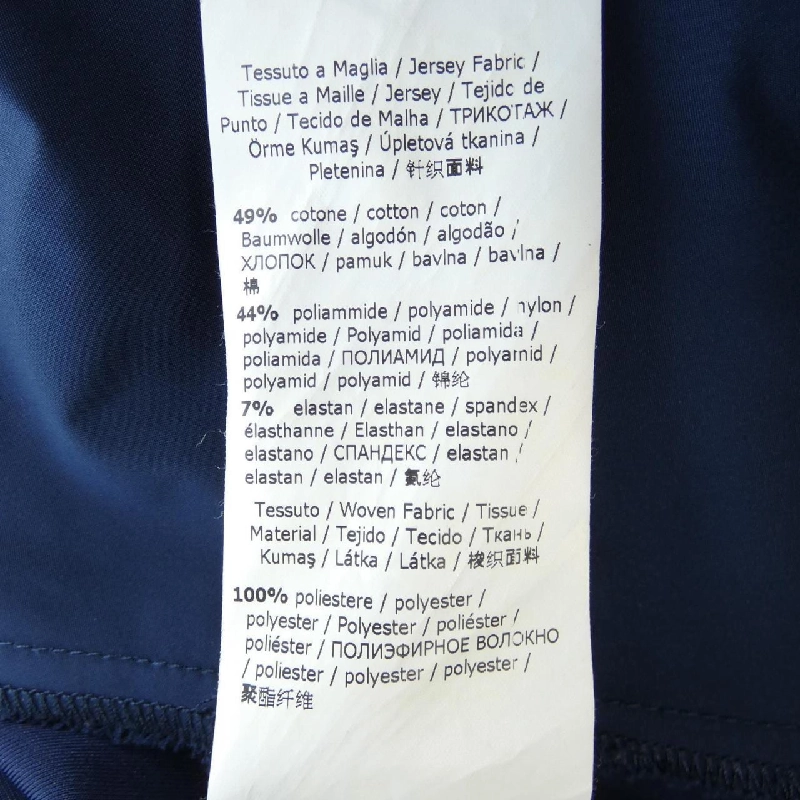 Tessuto a Maglia / Jersey Fabric /
Tissue a Maille / Jersey / Tejido de
Punto / Tecido de Malha / ТРИКОТАЖ /
Örme Kumaş / Úpletová tkanina /
Pletenina / 针织面料
49% cotone / cotton / coton /
Baumwolle / algodón / algodão /
ХЛОПОК / pamuk / bavlna / bavlna /
棉
44% poliammide / polyamide / nylon /
polyamide / Polyamid / poliamida /
poliamida / ПОЛИАМИД / polyamid /
polyamid / polyamid / 锦纶
7% elastan / elastane / spandex /
élasthanne / Elasthan / elastano /
elastano / СПАНДЕКС / elastan /
elastan / elastan / 氨纶
Tessuto / Woven Fabric / Tissue /
Material / Tejido / Tecido / Ткань /
Kumaş / Látka / Látka / 梭织面料
100% poliestere / polyester /
polyester / Polyester / poliéster /
poliéster / ПОЛИЭФИРНОЕ ВОЛОКНО
/ poliester / polyester / polyester /
聚酯纤维